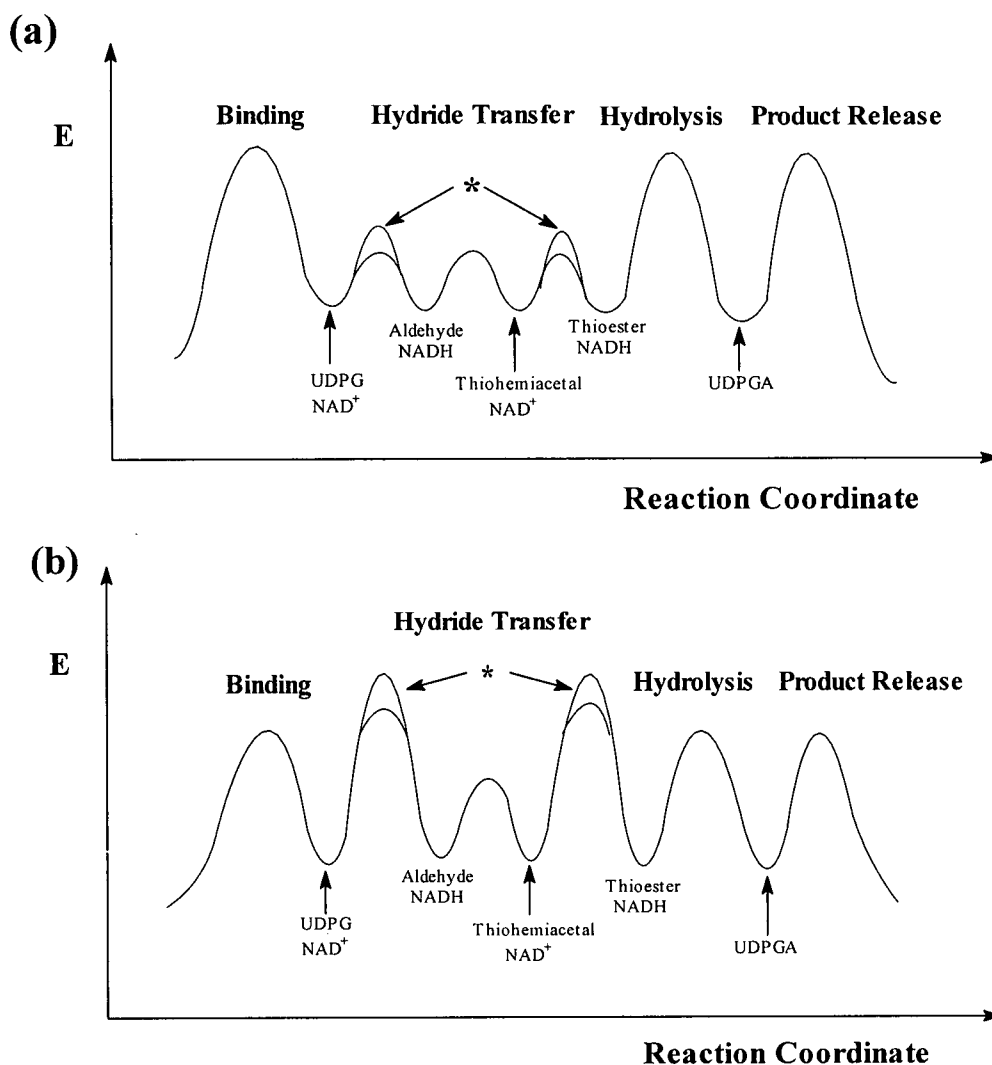 (a)
Binding Hydride Transfer Hydrolysis Product Release
E
*
Aldehyde
NADH
Thioester
NADH
UDPG
NAD⁺
Thiohemiacetal
NAD⁺
UDPGA
Reaction Coordinate
(b)
Hydride Transfer
E
*
Binding Hydrolysis Product Release
Aldehyde
NADH
Thioester
NADH
UDPG
NAD⁺
Thiohemiacetal
NAD⁺
UDPGA
Reaction Coordinate